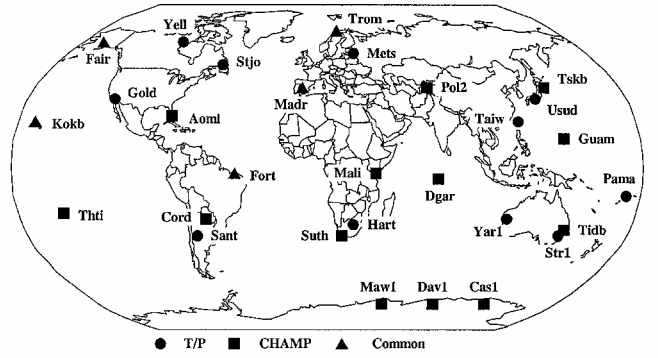 Trom
Yell
Fair
Stjo
Mets
Gold
Aoml
Madr
Pol2
Tskb
Usud
Kokb
Taiw
Guam
Fort
Mali
Dgar
Pama
Thti
Cord
Sant
Suth
Hart
Yar1
Tidb
Str1
Maw1 Dav1 Cas1
T/P CHAMP Common